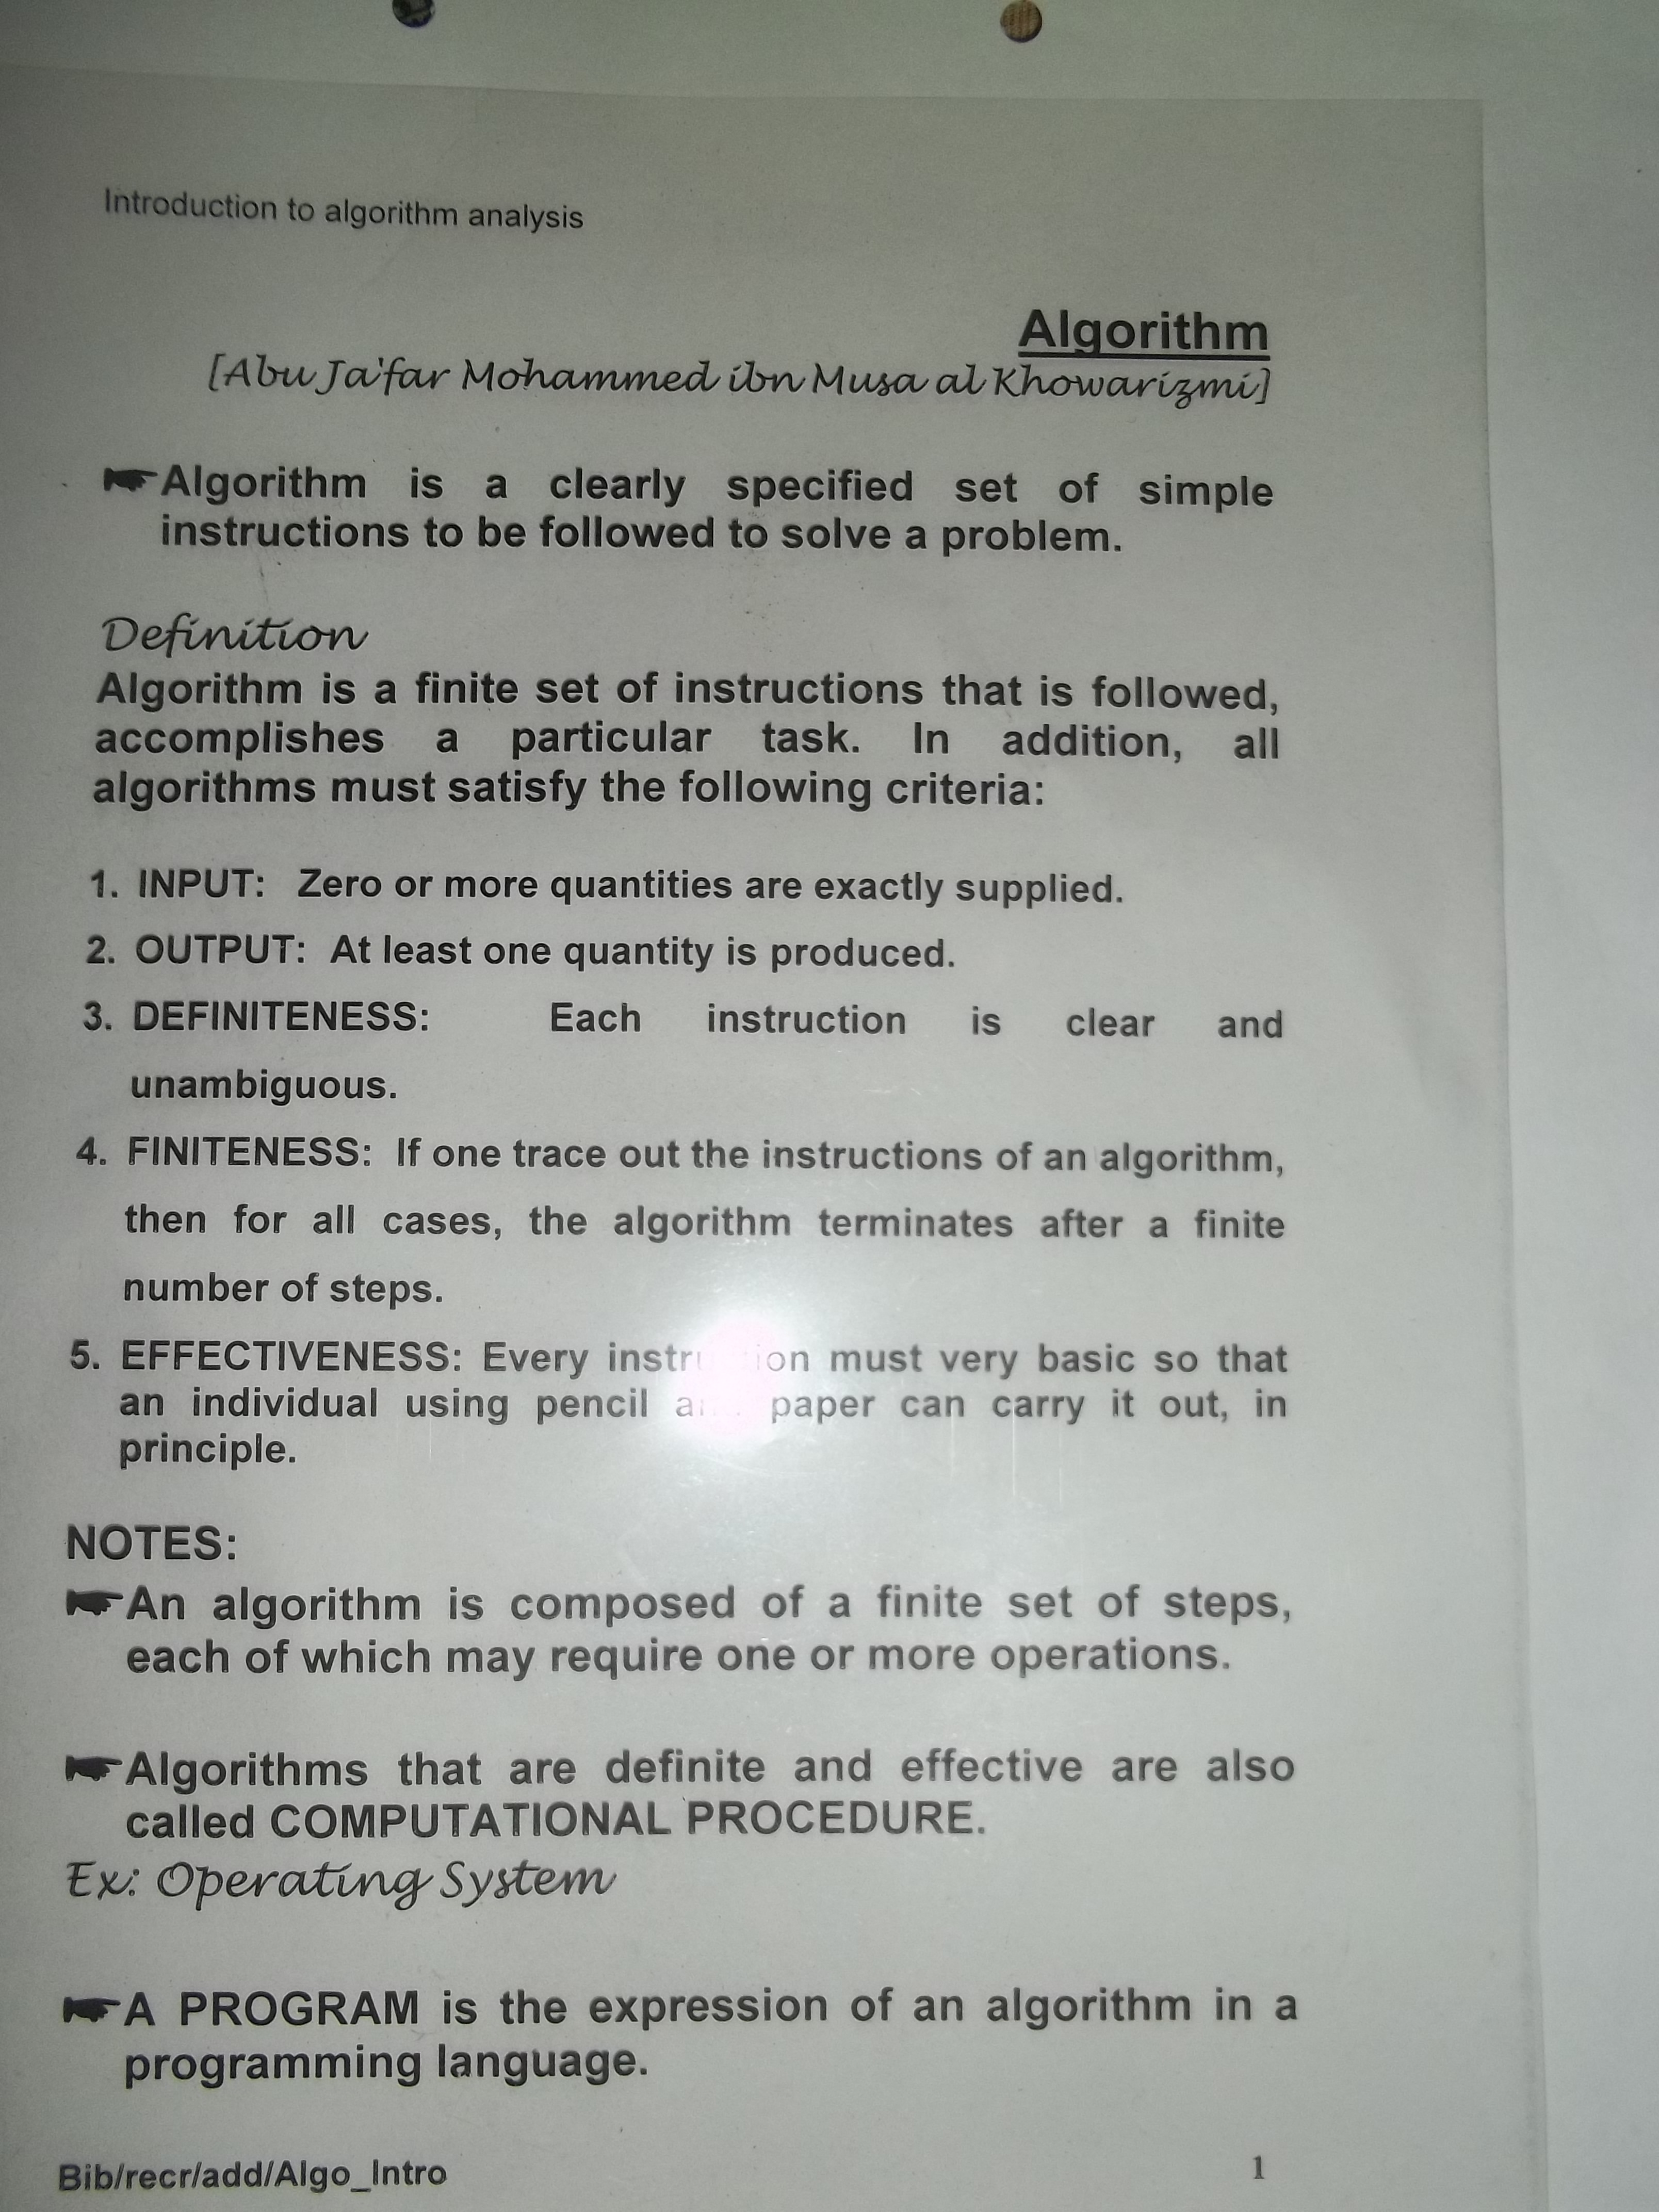 Introduction to algorithm analysis
Algorithm
[Abu Ja'far Mohammed ibn Musa al Khowarizmi]
Algorithm is a clearly specified set of simple
instructions to be followed to solve a problem.
Definition
Algorithm is a finite set of instructions that is followed,
accomplishes a particular task. In addition, all
algorithms must satisfy the following criteria:
1. INPUT: Zero or more quantities are exactly supplied.
2. OUTPUT: At least one quantity is produced.
3. DEFINITENESS: Each instruction is clear and
unambiguous.
4. FINITENESS: If one trace out the instructions of an algorithm,
then for all cases, the algorithm terminates after a finite
number of steps.
5. EFFECTIVENESS: Every must very basic so that
an individual using pencil paper can carry it out, in
principle.
NOTES:
An algorithm is composed of a finite set of steps,
each of which may require one or more operations.
Algorithms that are definite and effective are also
called COMPUTATIONAL PROCEDURE.
Ex: Operating System
A PROGRAM is the expression of an algorithm in a
programming language.
Bib/recr/add/Algo_Intro 1